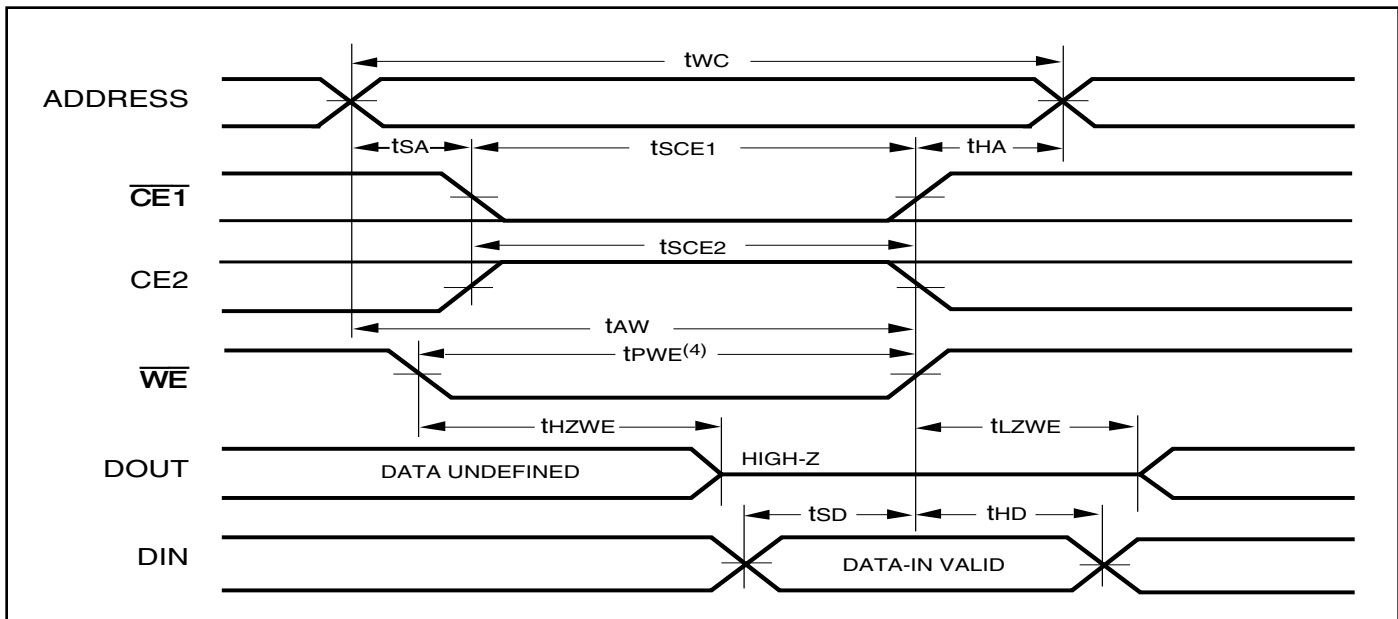 tWC
ADDRESS
tSA
tSCE1
tHA
CE1
tSCE2
CE2
tAW
tPWE(4)
WE
tHZWE
tLZWE
DOUT
DATA UNDEFINED
HIGH-Z
tSD
tHD
DIN
DATA-IN VALID